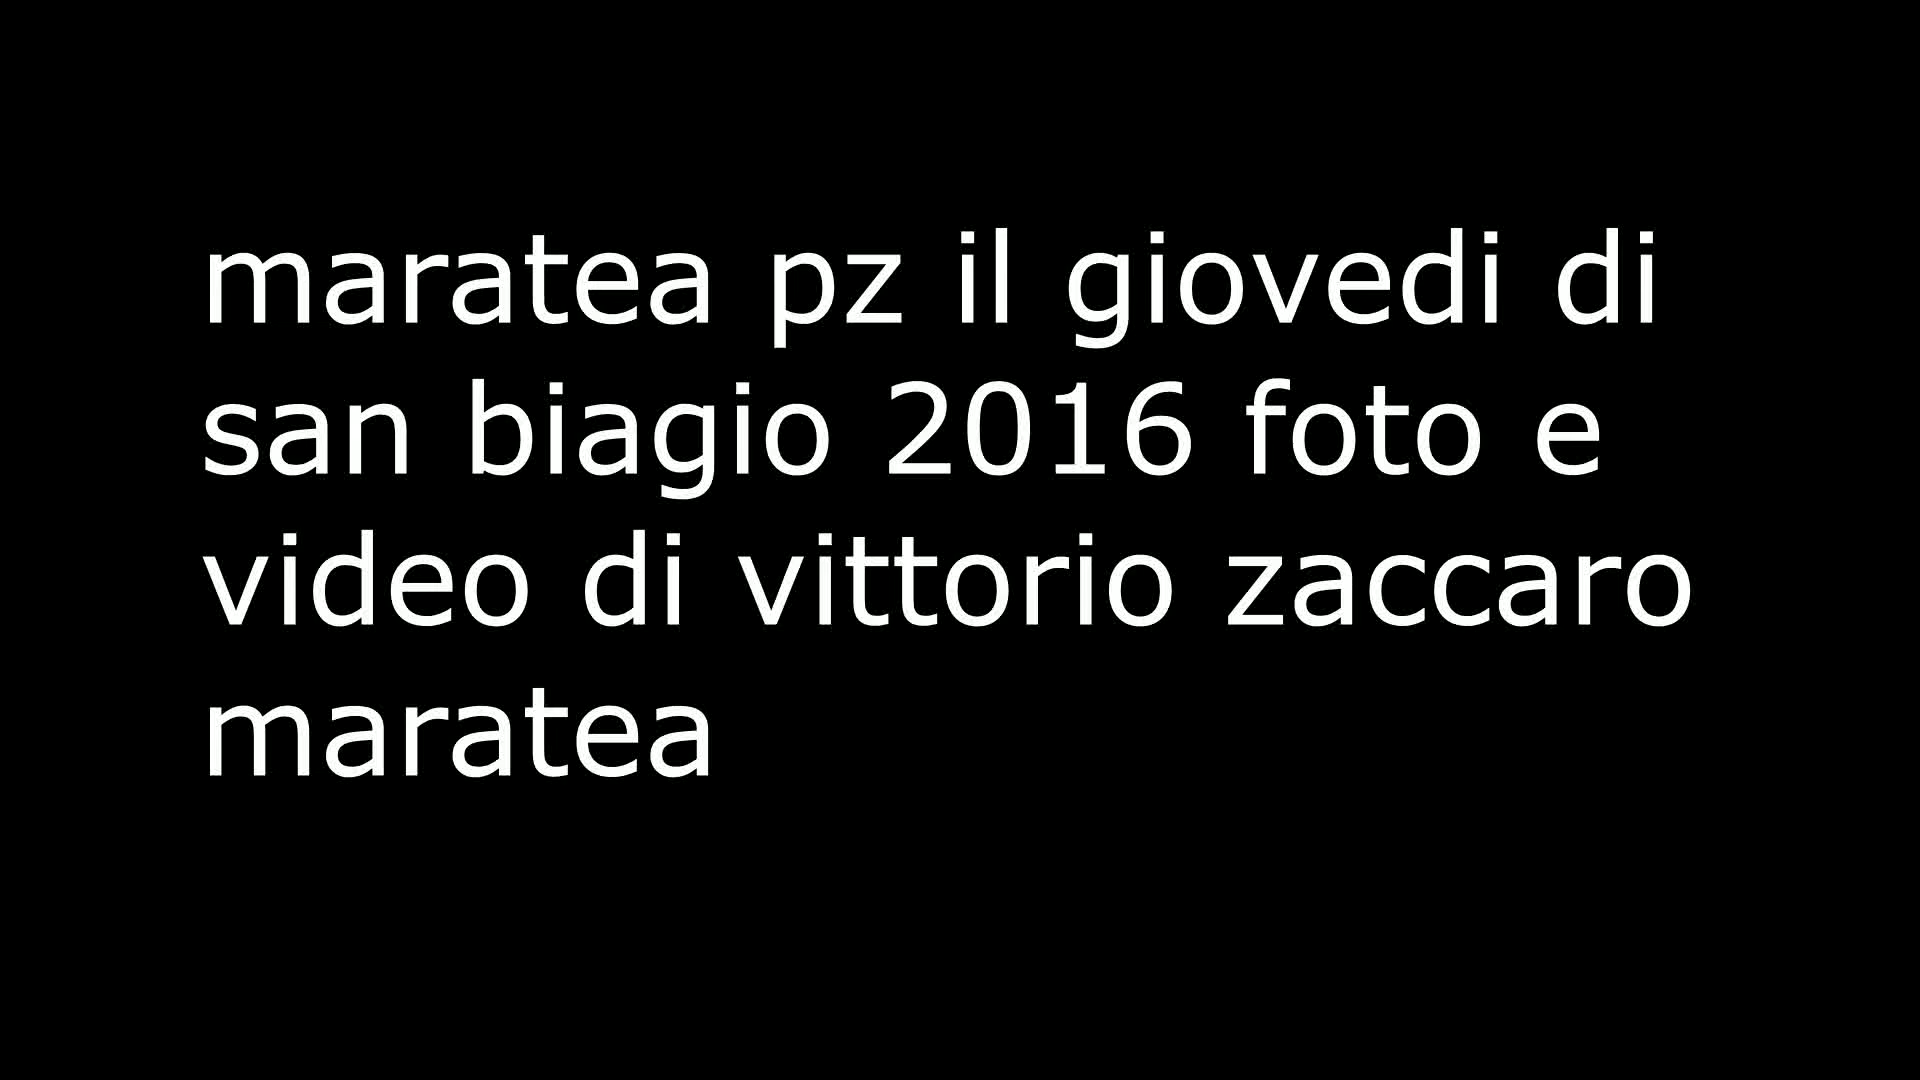 maratea pz il giovedi di
san biagio 2016 foto e
video di vittorio zaccaro
maratea